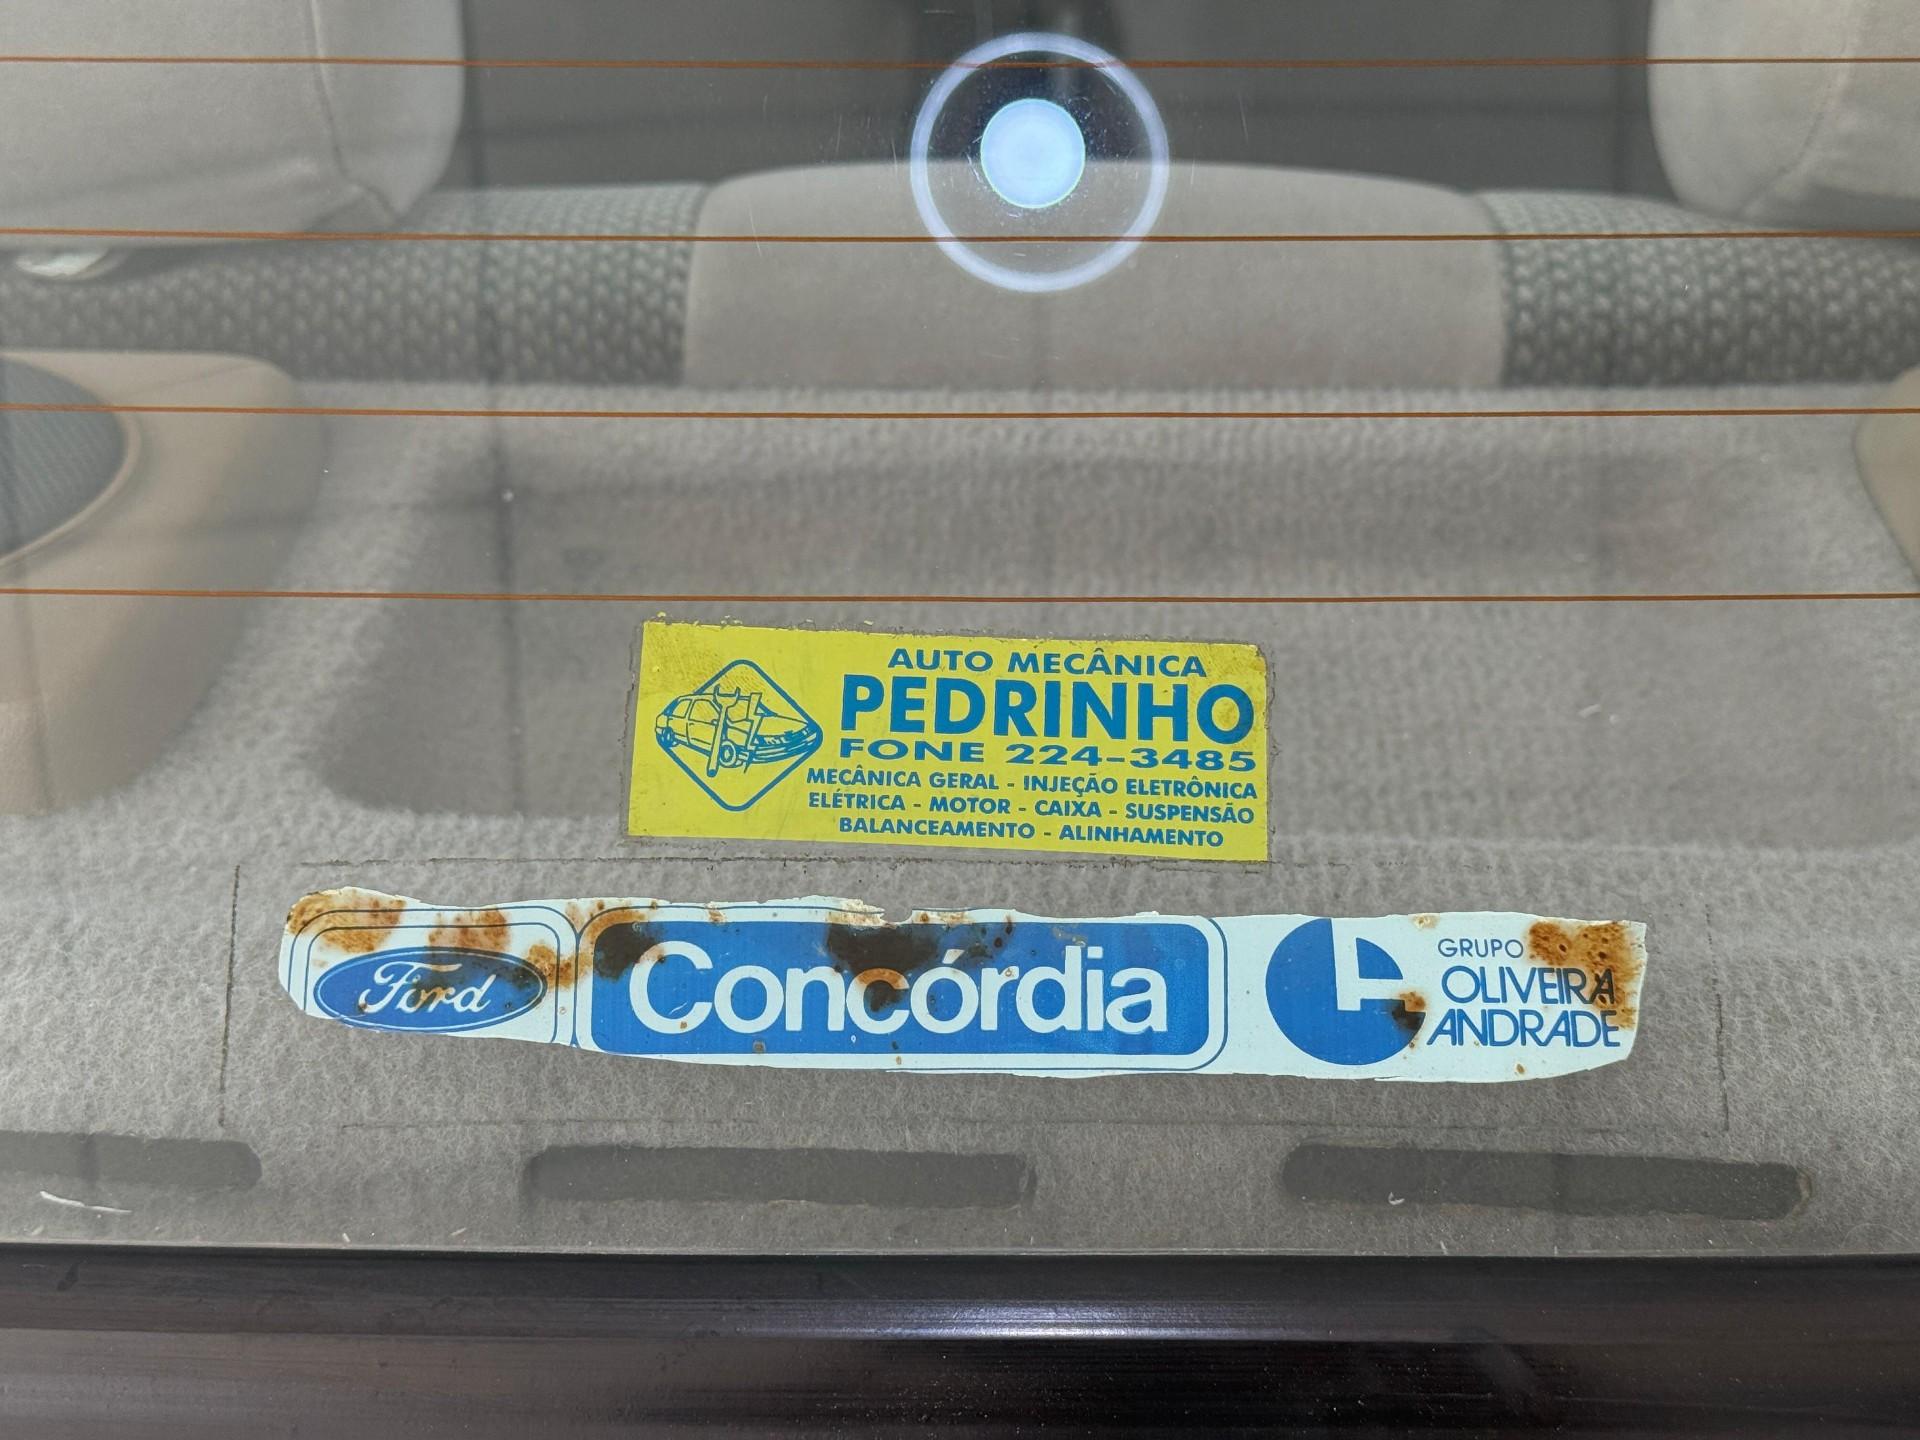 AUTO MECÂNICA
PEDRINHO
FONE 224-3485
MECÂNICA GERAL - INJEÇÃO ELETRÔNICA
ELÉTRICA - MOTOR - CAIXA - SUSPENSÃO
BALANCEAMENTO - ALINHAMENTO
Ford
Concórdia
GRUPO
OLIVEIRA
ANDRADE